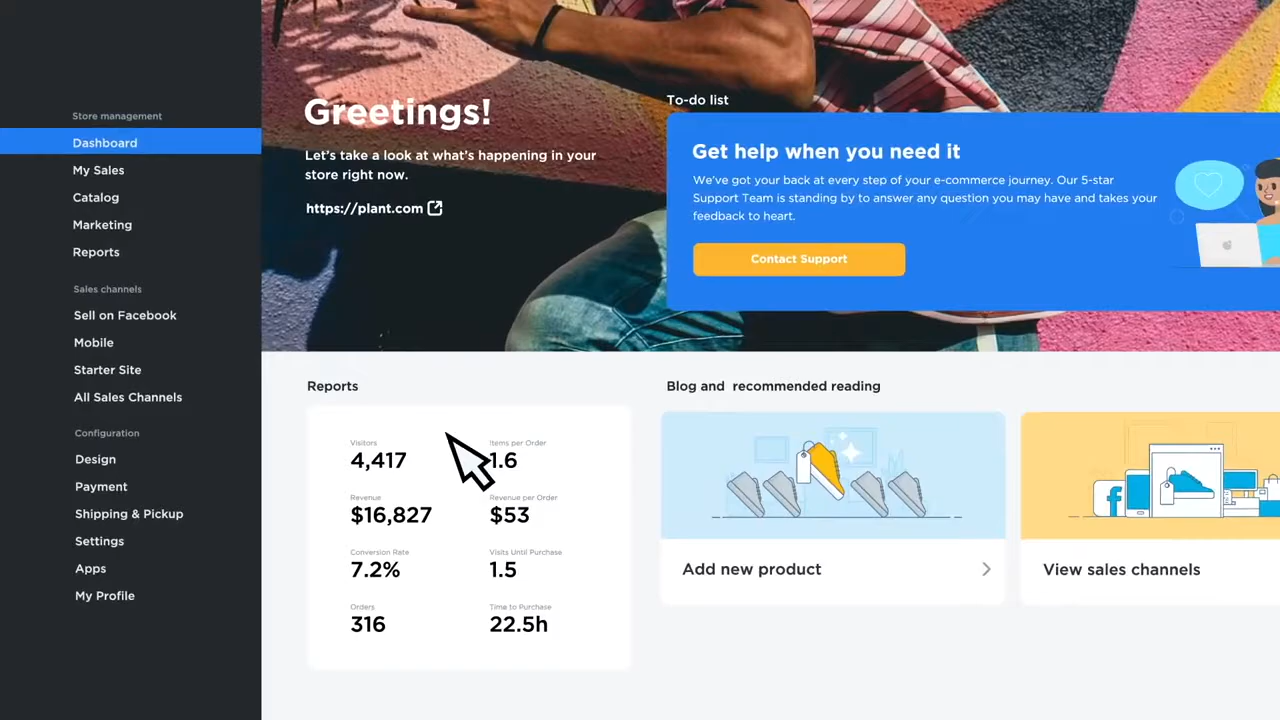 Store management
Dashboard
My Sales
Catalog
Marketing
Reports
Sales channels
Sell on Facebook
Mobile
Starter Site
All Sales Channels
Configuration
Design
Payment
Shipping & Pickup
Settings
Apps
My Profile
Greetings!
Let's take a look at what's happening in your
store right now.
https://plant.com
To-do list
Get help when you need it
We've got your back at every step of your e-commerce journey. Our 5-star
Support Team is standing by to answer any question you may have and takes your
feedback to heart.
Contact Support
Reports
Visitors
4,417
Items per Order
1.6
Revenue
$16,827
Revenue per Order
$53
Conversion Rate
7.2%
Visits Until Purchase
1.5
Orders
316
Time to Purchase
22.5h
Blog and recommended reading
Add new product
View sales channels